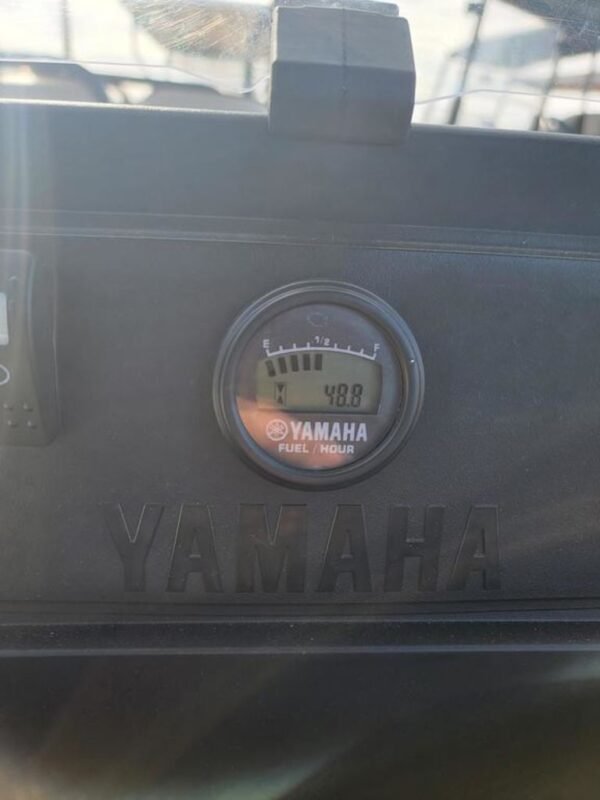 E 1/2 F
48.8
YAMAHA
FUEL / HOUR
YAMAHA